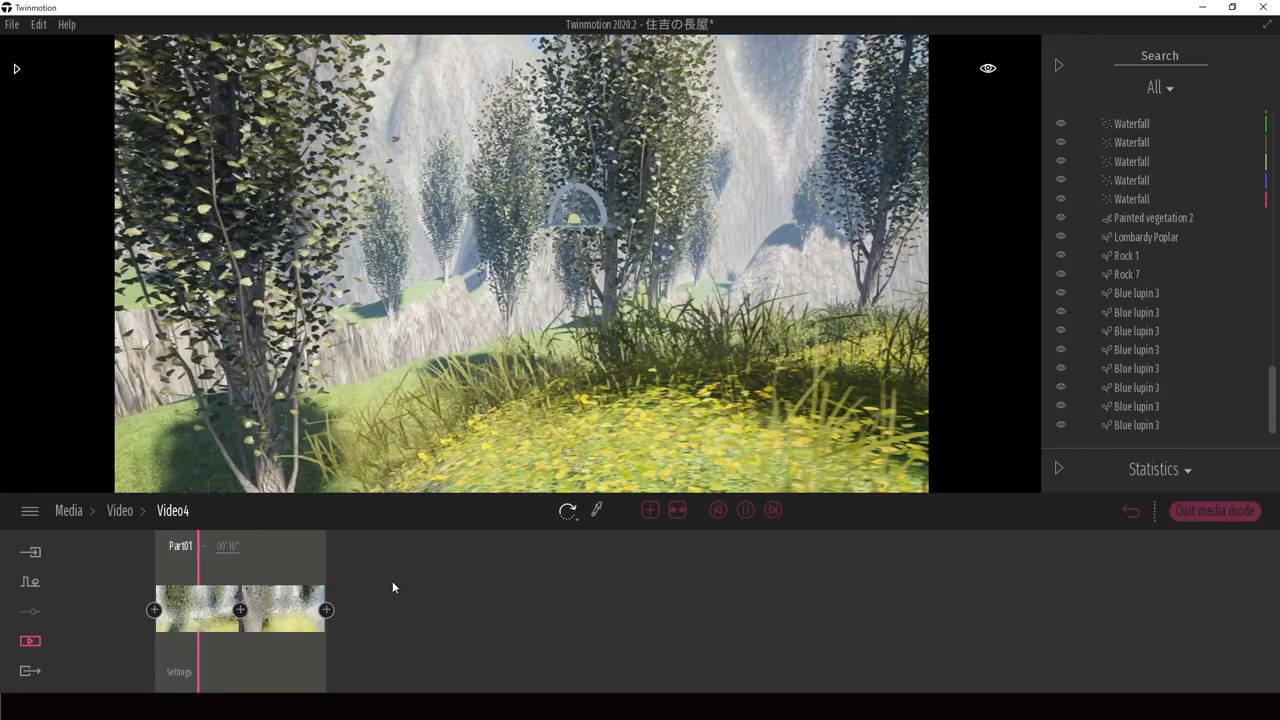 Twinmotion
File Edit Help
Twinmotion 2020.2 - 住吉の長屋*
Search
All
Waterfall
Waterfall
Waterfall
Waterfall
Waterfall
Painted vegetation 2
Lombardy Poplar
Rock 1
Rock 7
Blue lupin 3
Blue lupin 3
Blue lupin 3
Blue lupin 3
Blue lupin 3
Blue lupin 3
Blue lupin 3
Blue lupin 3
Statistics
Media > Video > Video4
Quit media mode
Part01 ... 00'10"
Settings